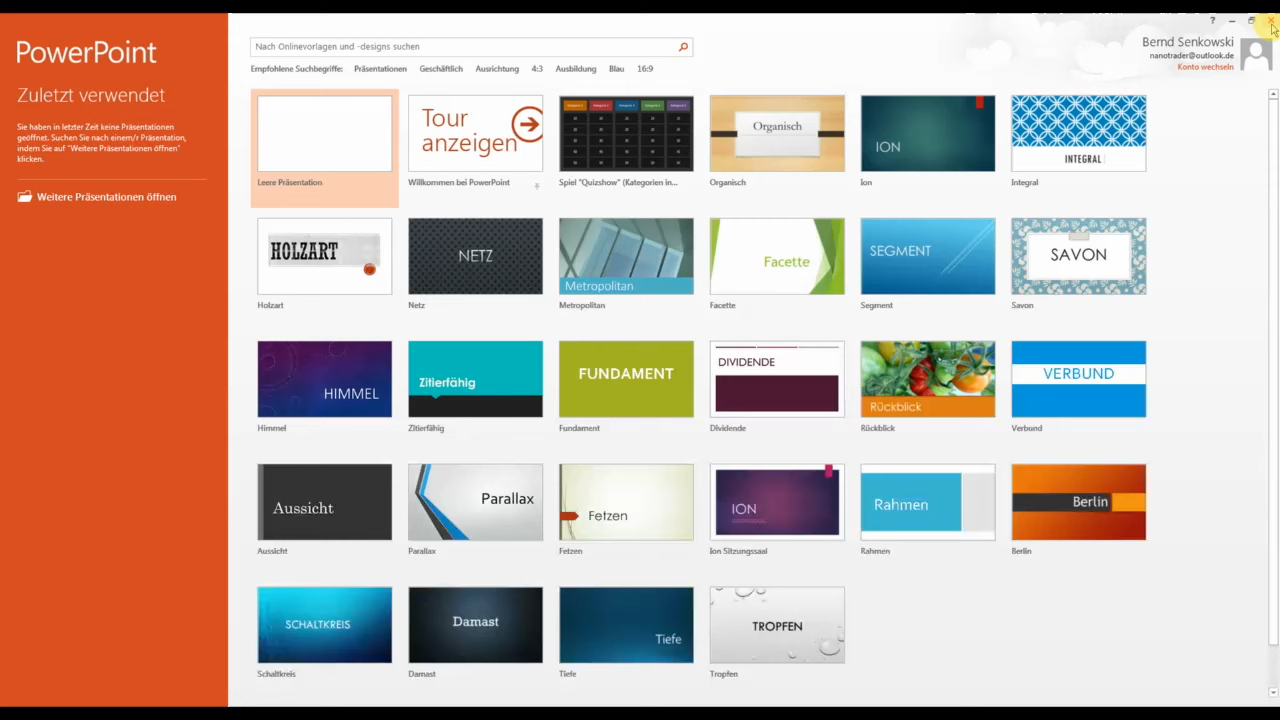 PowerPoint
Zuletzt verwendet
Sie haben in letzter Zeit keine Präsentationen
geöffnet. Suchen Sie nach einem/r Präsentation,
indem Sie auf "Weitere Präsentationen öffnen"
klicken.
Weitere Präsentationen öffnen
?
Bernd Senkowski
nanotrader@outlook.de
Konto wechseln
Nach Onlinevorlagen und -designs suchen
Empfohlene Suchbegriffe: Präsentationen Geschäftlich Ausrichtung 4:3 Ausbildung Blau 16:9
Tour
anzeigen
Organisch
ION
INTEGRAL
Leere Präsentation
Willkommen bei PowerPoint
Spiel "Quizshow" (Kategorien in...
Organisch
Ion
Integral
HOLZART
NETZ
Metropolitan
Facette
SEGMENT
SAVON
Holzart
Netz
Metropolitan
Facette
Segment
Savon
HIMMEL
Zitierfähig
FUNDAMENT
DIVIDENDE
Rückblick
VERBUND
Himmel
Zitierfähig
Fundament
Dividende
Rückblick
Verbund
Aussicht
Parallax
Fetzen
ION
Rahmen
Berlin
Aussicht
Parallax
Fetzen
Ion Sitzungssaal
Rahmen
Berlin
SCHALTKREIS
Damast
Tiefe
TROPFEN
Schaltkreis
Damast
Tiefe
Tropfen